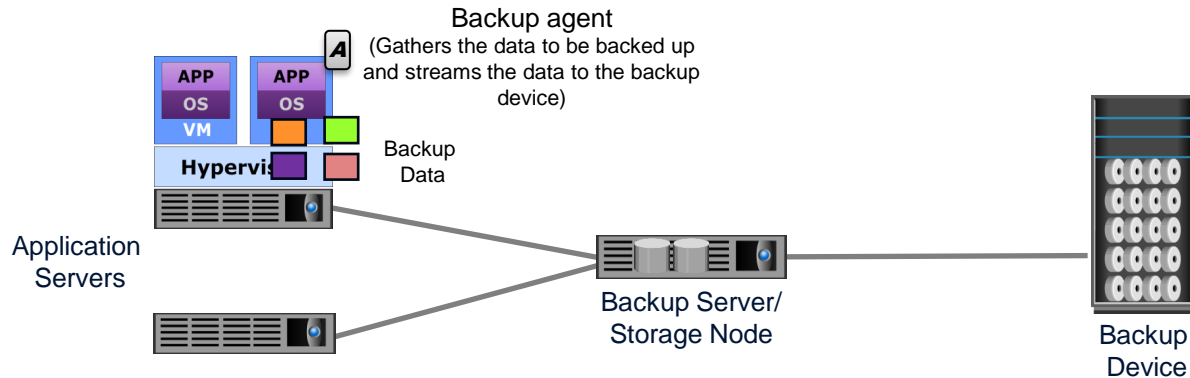 Backup agent
(Gathers the data to be backed up
and streams the data to the backup
device)
A
APP
OS
VM
APP
OS
Hypervis
Backup
Data
Application
Servers
Backup Server/
Storage Node
Backup
Device